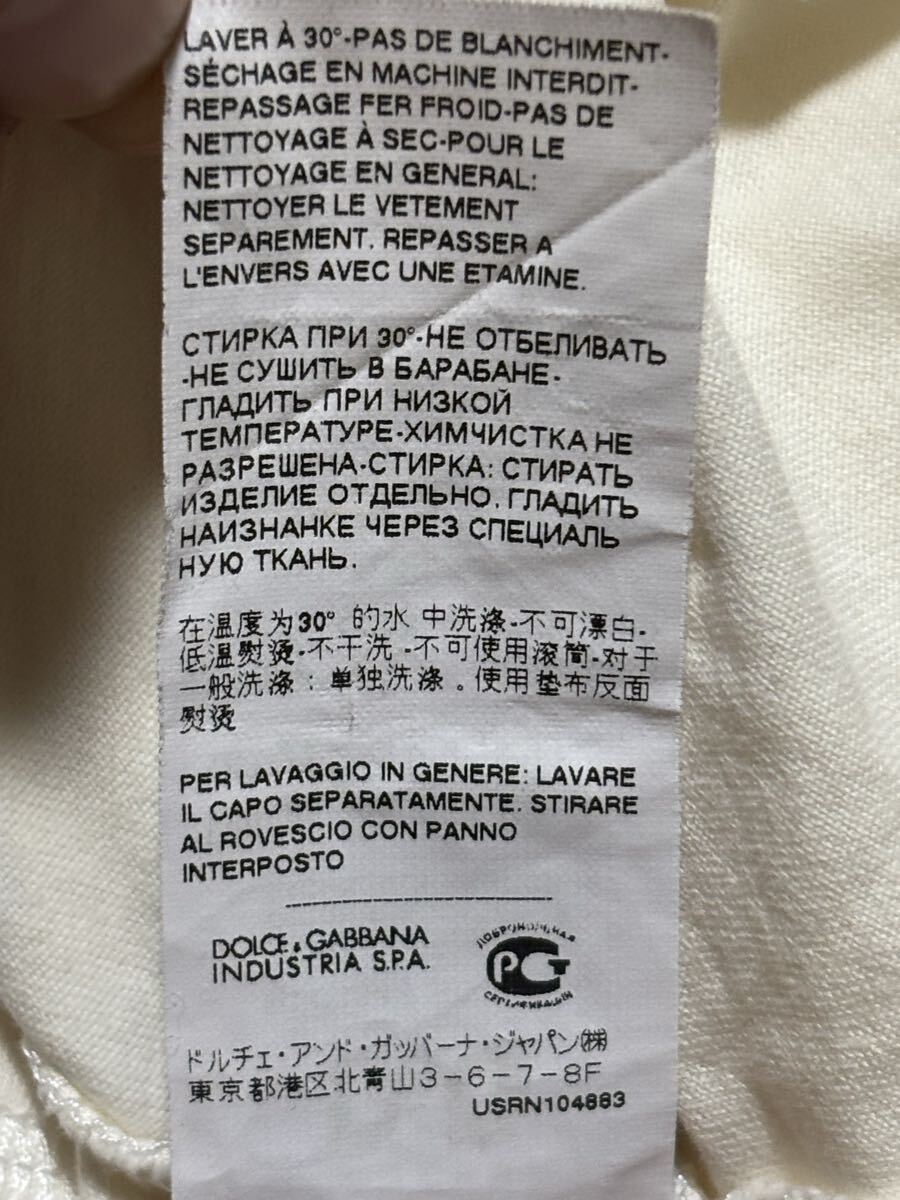 LAVER À 30°-PAS DE BLANCHIMENT-
SÉCHAGE EN MACHINE INTERDIT-
REPASSAGE FER FROID-PAS DE
NETTOYAGE À SEC-POUR LE
NETTOYAGE EN GENERAL:
NETTOYER LE VETEMENT
SEPAREMENT. REPASSER A
L'ENVERS AVEC UNE ETAMINE.
СТИРКА ПРИ 30°-НЕ ОТБЕЛИВАТЬ
-НЕ СУШИТЬ В БАРАБАНЕ-
ГЛАДИТЬ ПРИ НИЗКОЙ
ТЕМПЕРАТУРЕ-ХИМЧИСТКА НЕ
РАЗРЕШЕНА-СТИРКА: СТИРАТЬ
ИЗДЕЛИЕ ОТДЕЛЬНО. ГЛАДИТЬ
НАИЗНАНКЕ ЧЕРЕЗ СПЕЦИАЛЬ
НУЮ ТКАНЬ.
在温度为30° 的水 中洗涤-不可漂白-
低温熨烫-不干洗 -不可使用滚筒-对于
一般洗涤：单独洗涤。使用垫布反面
熨烫
PER LAVAGGIO IN GENERE: LAVARE
IL CAPO SEPARATAMENTE. STIRARE
AL ROVESCIO CON PANNO
INTERPOSTO
DOLCE & GABBANA
INDUSTRIA S.P.A.
ДОБРОВОЛЬНАЯ
РСТ
СЕРТИФИКАЦИЯ
ドルチェ・アンド・ガッバーナ・ジャパン㈱
東京都港区北青山3-6-7-8F
USRN104883